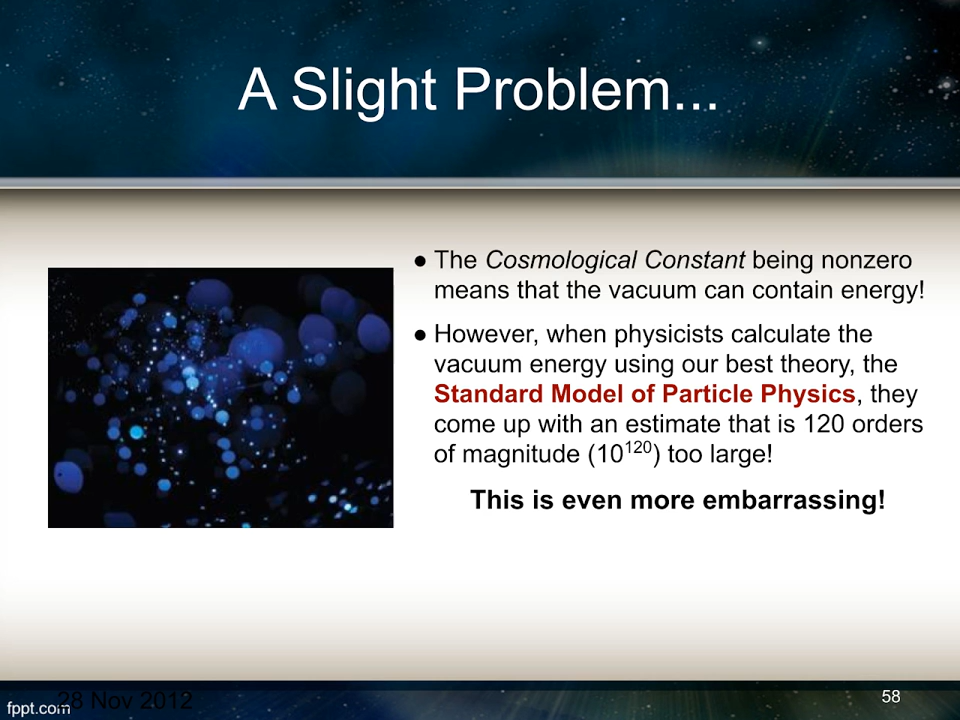 A Slight Problem...
● The Cosmological Constant being nonzero
means that the vacuum can contain energy!
● However, when physicists calculate the
vacuum energy using our best theory, the
Standard Model of Particle Physics, they
come up with an estimate that is 120 orders
of magnitude (10¹²⁰) too large!
This is even more embarrassing!
28 Nov 2012
fppt.com
58